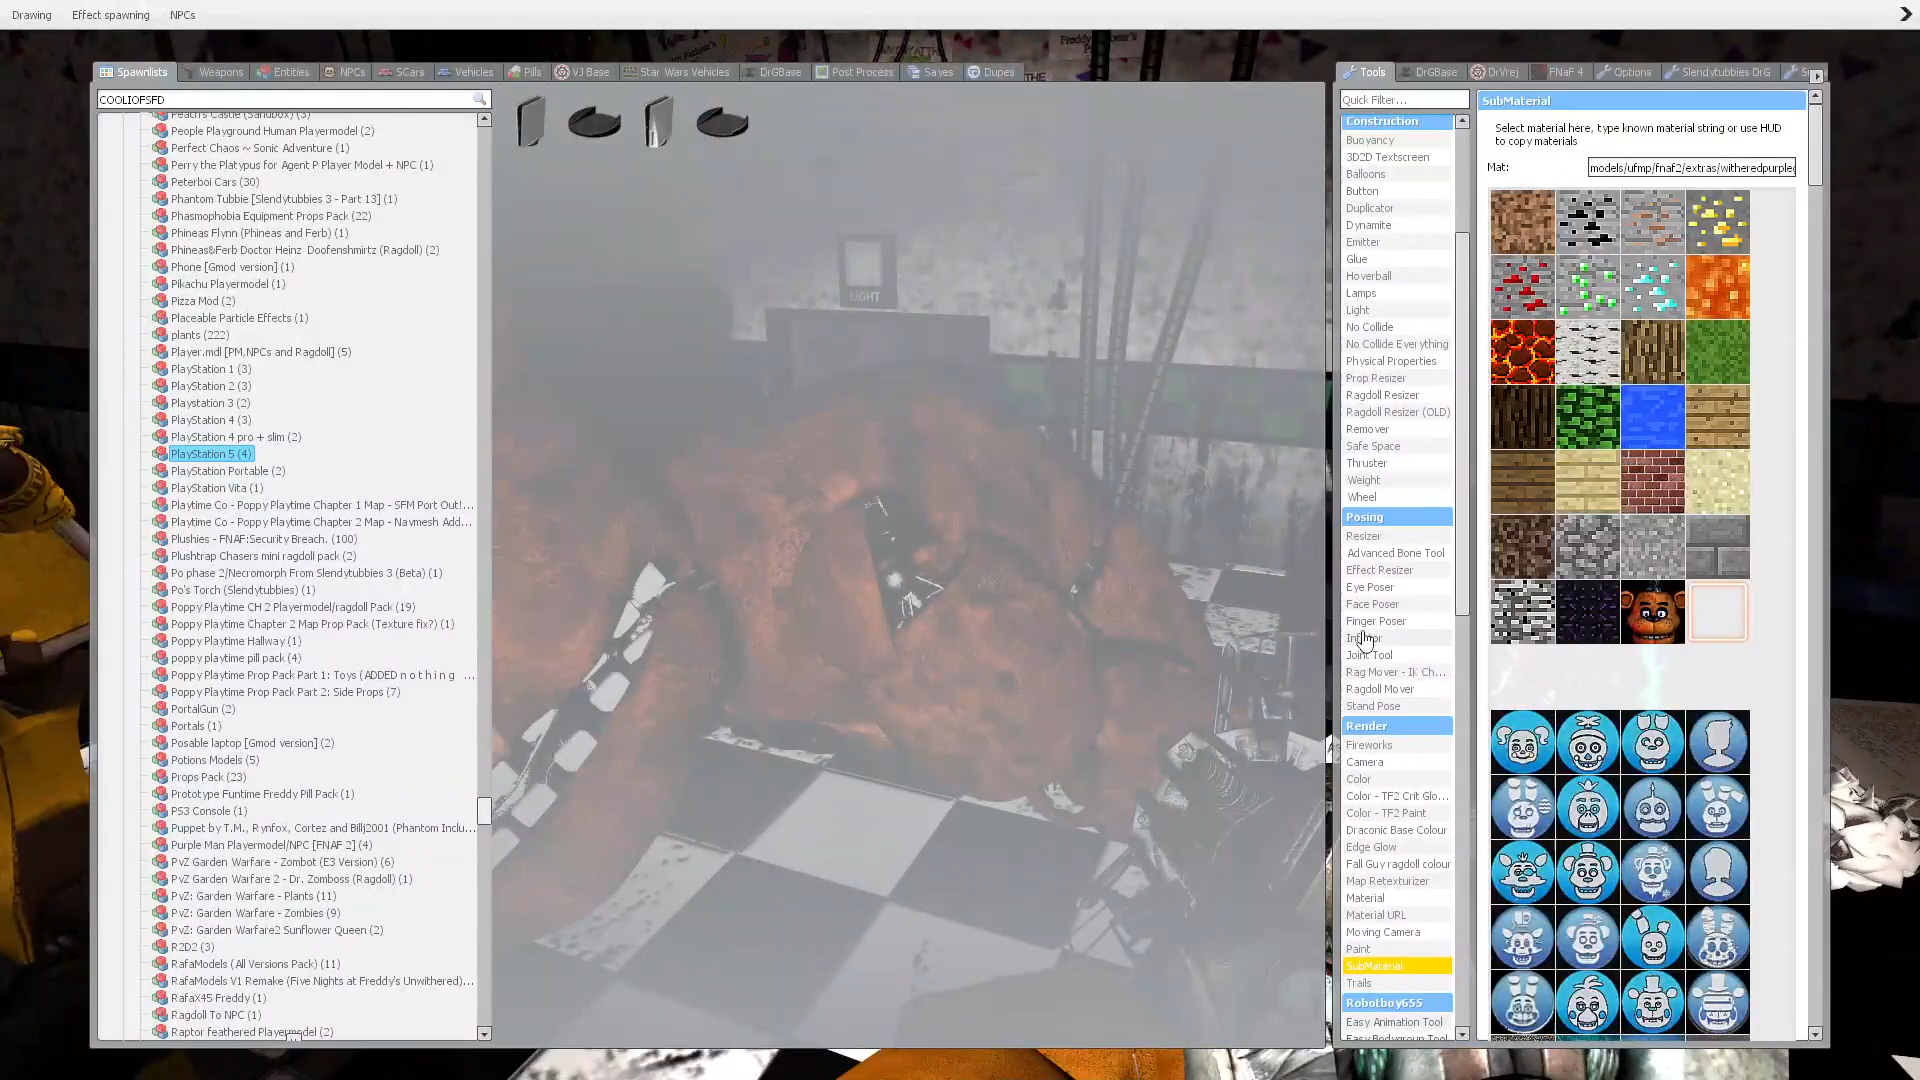 Drawing Effect spawning NPCs
Spawnlists Weapons Entities NPCs SCars Vehicles Pills VJ Base Star Wars Vehicles DrGBase Post Process Saves Dupes
COOLIOFSFD
Peach's Castle (Sandbox) (3)
People Playground Human Playermodel (2)
Perfect Chaos ~ Sonic Adventure (1)
Perry the Platypus for Agent P Player Model + NPC (1)
Peterboi Cars (30)
Phantom Tubbie [Slendytubbies 3 - Part 13] (1)
Phasmophobia Equipment Props Pack (22)
Phineas Flynn (Phineas and Ferb) (1)
Phineas&Ferb Doctor Heinz Doofenshmirtz (Ragdoll) (2)
Phone [Gmod version] (1)
Pikachu Playermodel (1)
Pizza Mod (2)
Placeable Particle Effects (1)
plants (222)
Player.mdl [PM,NPCs and Ragdoll] (5)
PlayStation 1 (3)
PlayStation 2 (3)
Playstation 3 (2)
PlayStation 4 (3)
PlayStation 4 pro + slim (2)
PlayStation 5 (4)
PlayStation Portable (2)
PlayStation Vita (1)
Playtime Co - Poppy Playtime Chapter 1 Map - SFM Port Out!...
Playtime Co - Poppy Playtime Chapter 2 Map - Navmesh Add...
Plushies - FNAF:Security Breach. (100)
Plushtrap Chasers mini ragdoll pack (2)
Po phase 2/Necromorph From Slendytubbies 3 (Beta) (1)
Po's Torch (Slendytubbies) (1)
Poppy Playtime CH 2 Playermodel/ragdoll Pack (19)
Poppy Playtime Chapter 2 Map Prop Pack (Texture fix?) (1)
Poppy Playtime Hallway (1)
poppy playtime pill pack (4)
Poppy Playtime Prop Pack Part 1: Toys (ADDED n o t h i n g ...
Poppy Playtime Prop Pack Part 2: Side Props (7)
PortalGun (2)
Portals (1)
Posable laptop [Gmod version] (2)
Potions Models (5)
Props Pack (23)
Prototype Funtime Freddy Pill Pack (1)
PS3 Console (1)
Puppet by T.M., Rynfox, Cortez and Billj2001 (Phantom Inclu...
Purple Man Playermodel/NPC [FNAF 2] (4)
PvZ Garden Warfare - Zombot (E3 Version) (6)
PvZ Garden Warfare 2 - Dr. Zomboss (Ragdoll) (1)
PvZ: Garden Warfare - Plants (11)
PvZ: Garden Warfare - Zombies (9)
PvZ: Garden Warfare2 Sunflower Queen (2)
R2D2 (3)
RafaModels (All Versions Pack) (11)
RafaModels V1 Remake (Five Nights at Freddy's Unwithered)...
RafaX45 Freddy (1)
Ragdoll To NPC (1)
Raptor feathered Playermodel (2)
LIGHT
Tools DrGBase DrVrej FNaF 4 Options Slendytubbies DrG
Quick Filter...
Construction
Buoyancy
3D2D Textscreen
Balloons
Button
Duplicator
Dynamite
Emitter
Glue
Hoverball
Lamps
Light
No Collide
No Collide Everything
Physical Properties
Prop Resizer
Ragdoll Resizer
Ragdoll Resizer (OLD)
Remover
Safe Space
Thruster
Weight
Wheel
Posing
Resizer
Advanced Bone Tool
Effect Resizer
Eye Poser
Face Poser
Finger Poser
Joint Tool
Rag Mover - IK Ch...
Ragdoll Mover
Stand Pose
Render
Fireworks
Camera
Color
Color - TF2 Crit Glo...
Color - TF2 Paint
Draconic Base Colour
Edge Glow
Fall Guy ragdoll colour
Map Retexturizer
Material
Material URL
Moving Camera
Paint
SubMaterial
Trails
Robotboy655
Easy Animation Tool
Easy Bodygroup Tool
SubMaterial
Select material here, type known material string or use HUD
to copy materials
Mat: models/ufmp/fnaf2/extras/witheredpurple